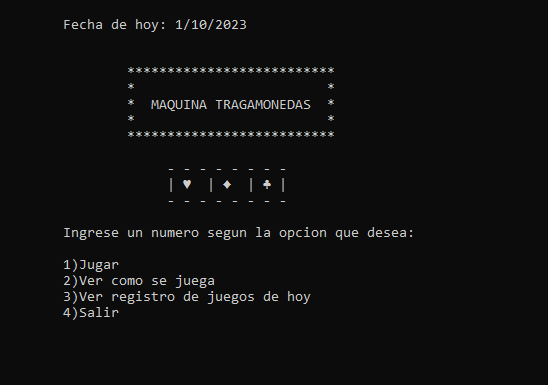 Fecha de hoy: 1/10/2023
**************************
*                        *
*  MAQUINA TRAGAMONEDAS  *
*                        *
**************************
- - - - - - - -
| ♥ | ♦ | ♣ |
- - - - - - - -
Ingrese un numero segun la opcion que desea:
1)Jugar
2)Ver como se juega
3)Ver registro de juegos de hoy
4)Salir